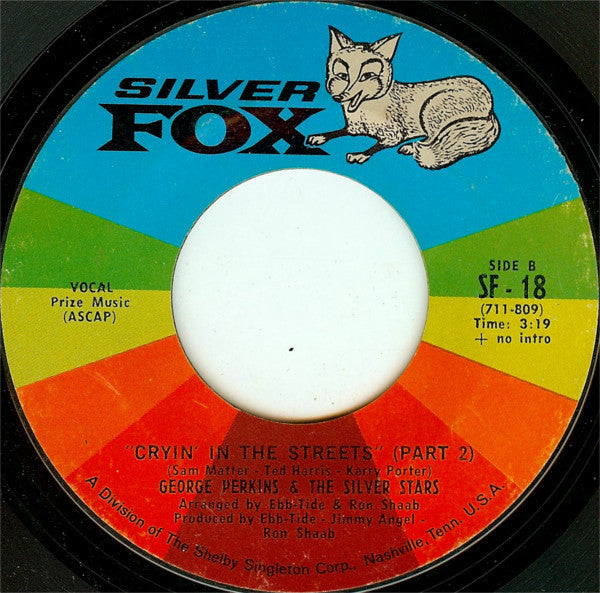 SILVER
FOX
VOCAL
Prize Music
(ASCAP)
SIDE B
SF - 18
(711-809)
Time: 3:19
+ no intro
"CRYIN' IN THE STREETS" (PART 2)
(Sam Matter - Ted Harris - Kerry Porter)
GEORGE PERKINS & THE SILVER STARS
Arranged by Ebb-Tide & Ron Shaab
Produced by Ebb-Tide - Jimmy Angel -
Ron Shaab
A Division of The Shelby Singleton Corp., Nashville, Tenn. U.S.A.